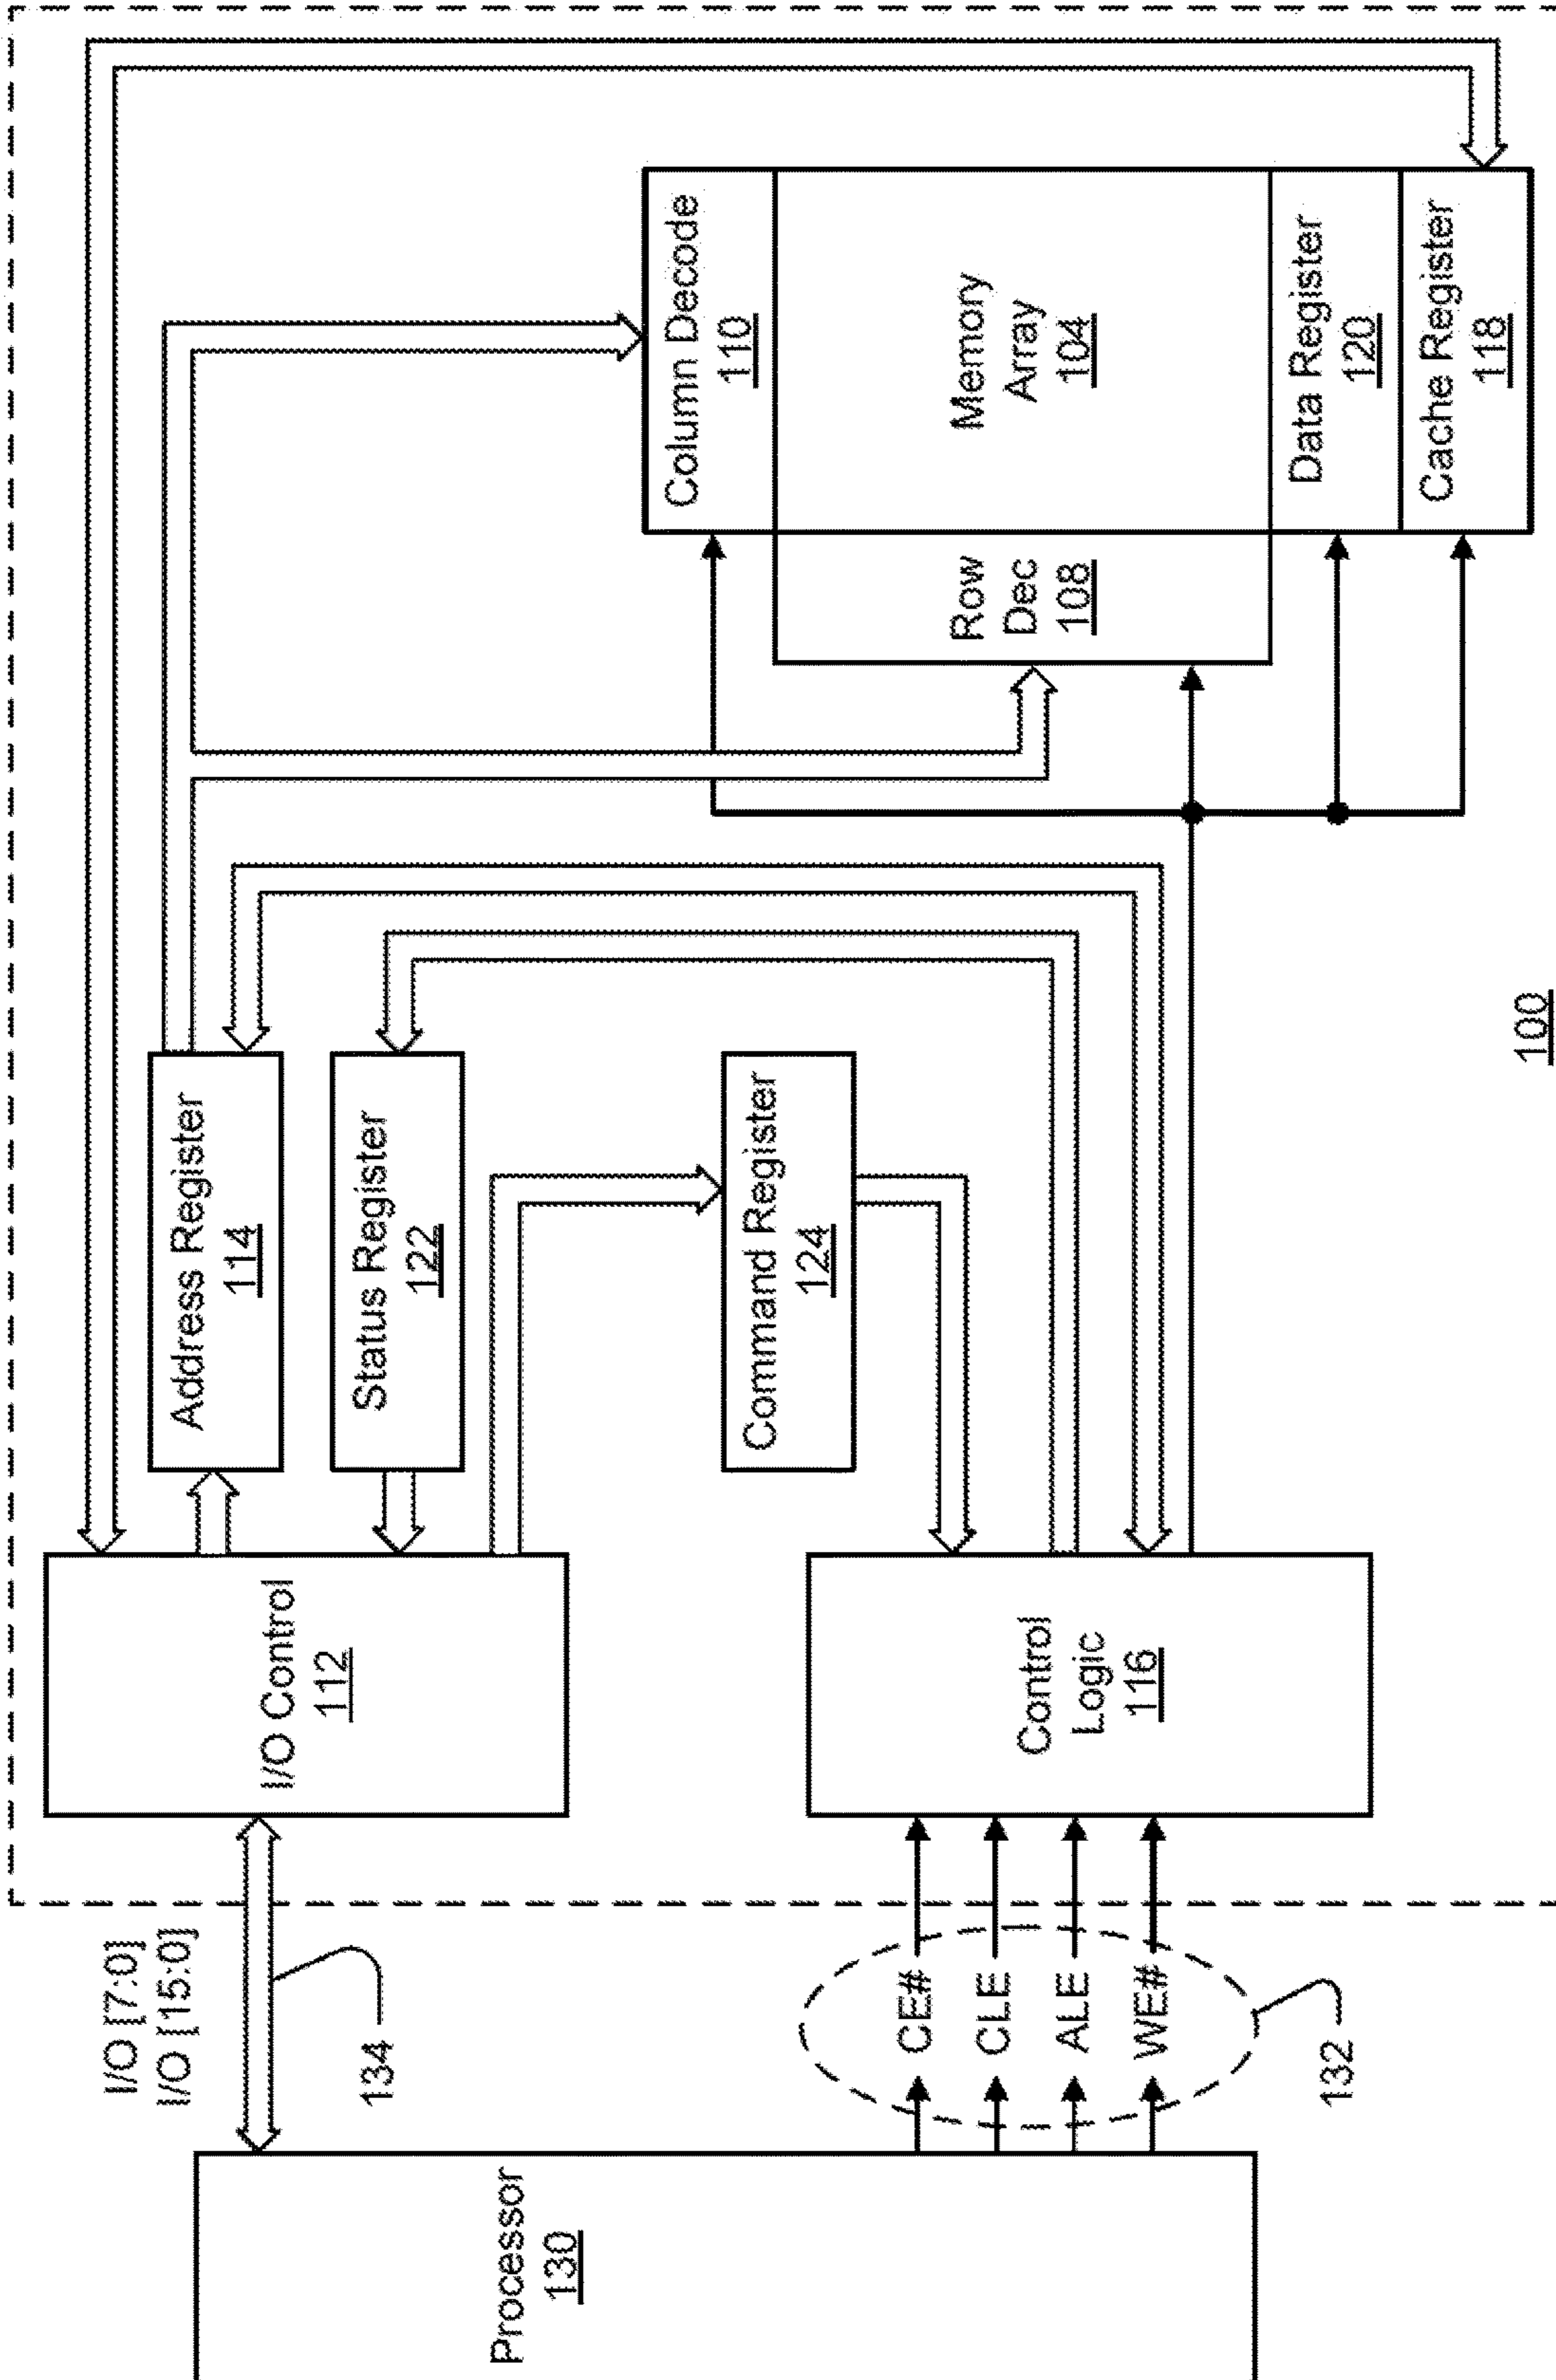 Processor
130
I/O [7:0]
I/O [15:0]
134
CE#
CLE
ALE
WE#
132
I/O Control
112
Control
Logic
116
Address Register
114
Status Register
122
Command Register
124
Column Decode
110
Row
Dec
108
Memory
Array
104
Data Register
120
Cache Register
118
100